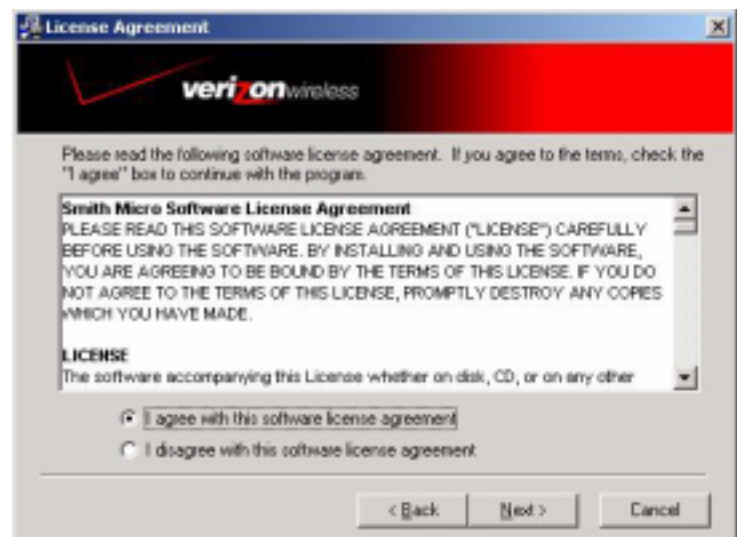 License Agreement
verizonwireless
Please read the following software license agreement. If you agree to the terms, check the
"I agree" box to continue with the program.
Smith Micro Software License Agreement
PLEASE READ THIS SOFTWARE LICENSE AGREEMENT ("LICENSE") CAREFULLY
BEFORE USING THE SOFTWARE. BY INSTALLING AND USING THE SOFTWARE,
YOU ARE AGREEING TO BE BOUND BY THE TERMS OF THIS LICENSE. IF YOU DO
NOT AGREE TO THE TERMS OF THIS LICENSE, PROMPTLY DESTROY ANY COPIES
WHICH YOU HAVE MADE.
LICENSE
The software accompanying this License whether on disk, CD, or on any other
I agree with this software license agreement
I disagree with this software license agreement
< Back Next > Cancel